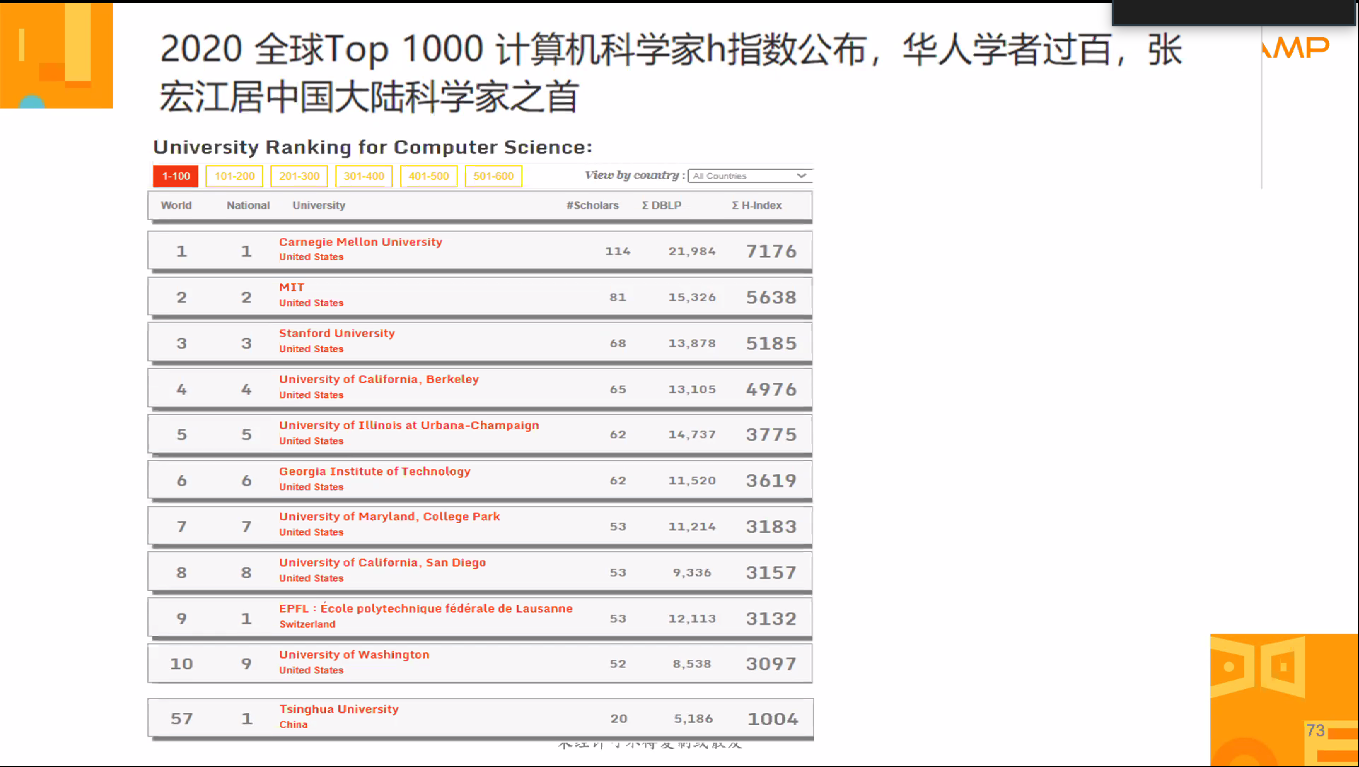 2020 全球Top 1000 计算机科学家h指数公布，华人学者过百，张
宏江居中国大陆科学家之首
AMP
University Ranking for Computer Science:
1-100 101-200 201-300 301-400 401-500 501-600 View by country : All Countries
World National University #Scholars Σ DBLP Σ H-Index
1 1 Carnegie Mellon University 114 21,984 7176
United States
2 2 MIT 81 15,326 5638
United States
3 3 Stanford University 68 13,878 5185
United States
4 4 University of California, Berkeley 65 13,105 4976
United States
5 5 University of Illinois at Urbana-Champaign 62 14,737 3775
United States
6 6 Georgia Institute of Technology 62 11,520 3619
United States
7 7 University of Maryland, College Park 53 11,214 3183
United States
8 8 University of California, San Diego 53 9,336 3157
United States
9 1 EPFL : École polytechnique fédérale de Lausanne 53 12,113 3132
Switzerland
10 9 University of Washington 52 8,538 3097
United States
57 1 Tsinghua University 20 5,186 1004
China
73